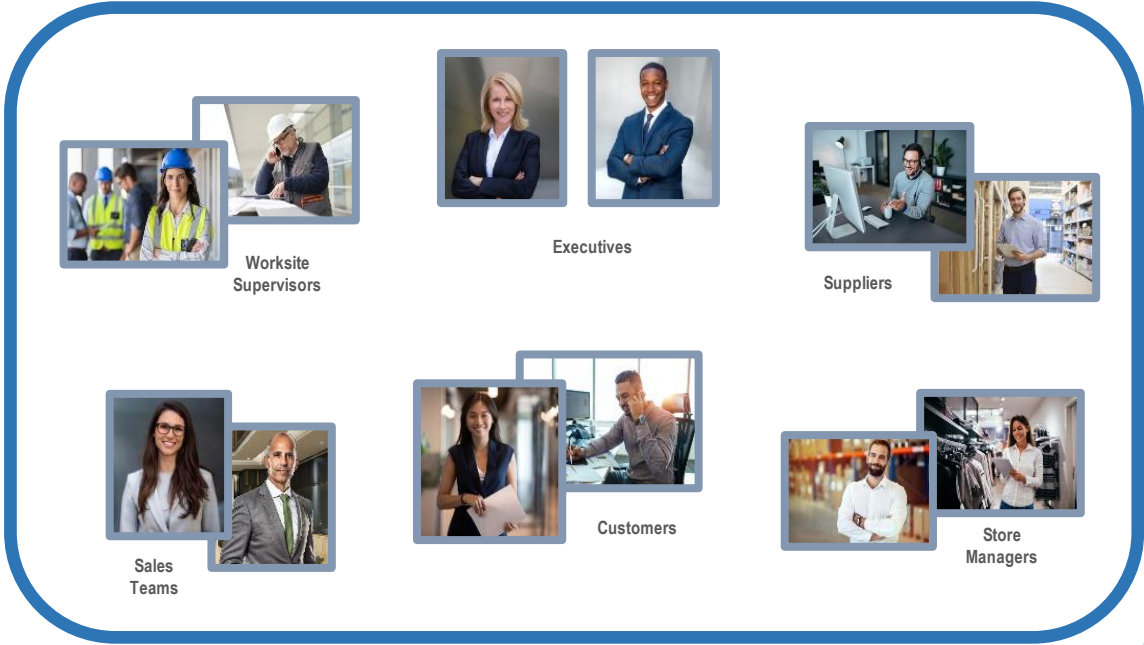 Executives
Worksite
Supervisors
Suppliers
Customers
Store
Managers
Sales
Teams